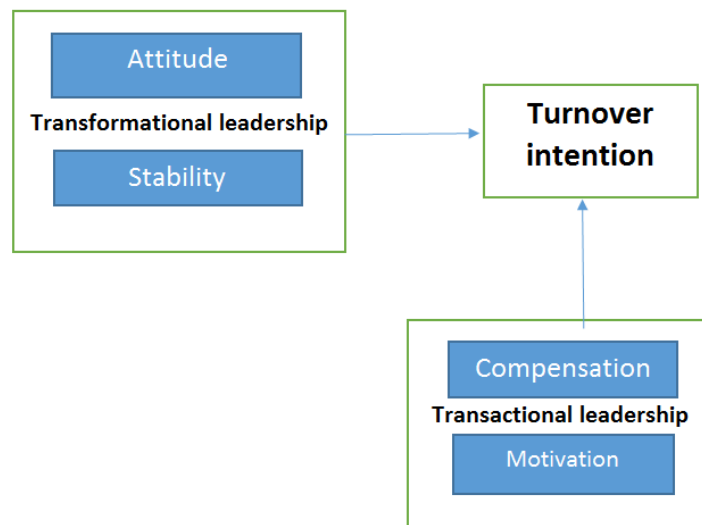 Attitude
Transformational leadership
Stability
Turnover
intention
Compensation
Transactional leadership
Motivation